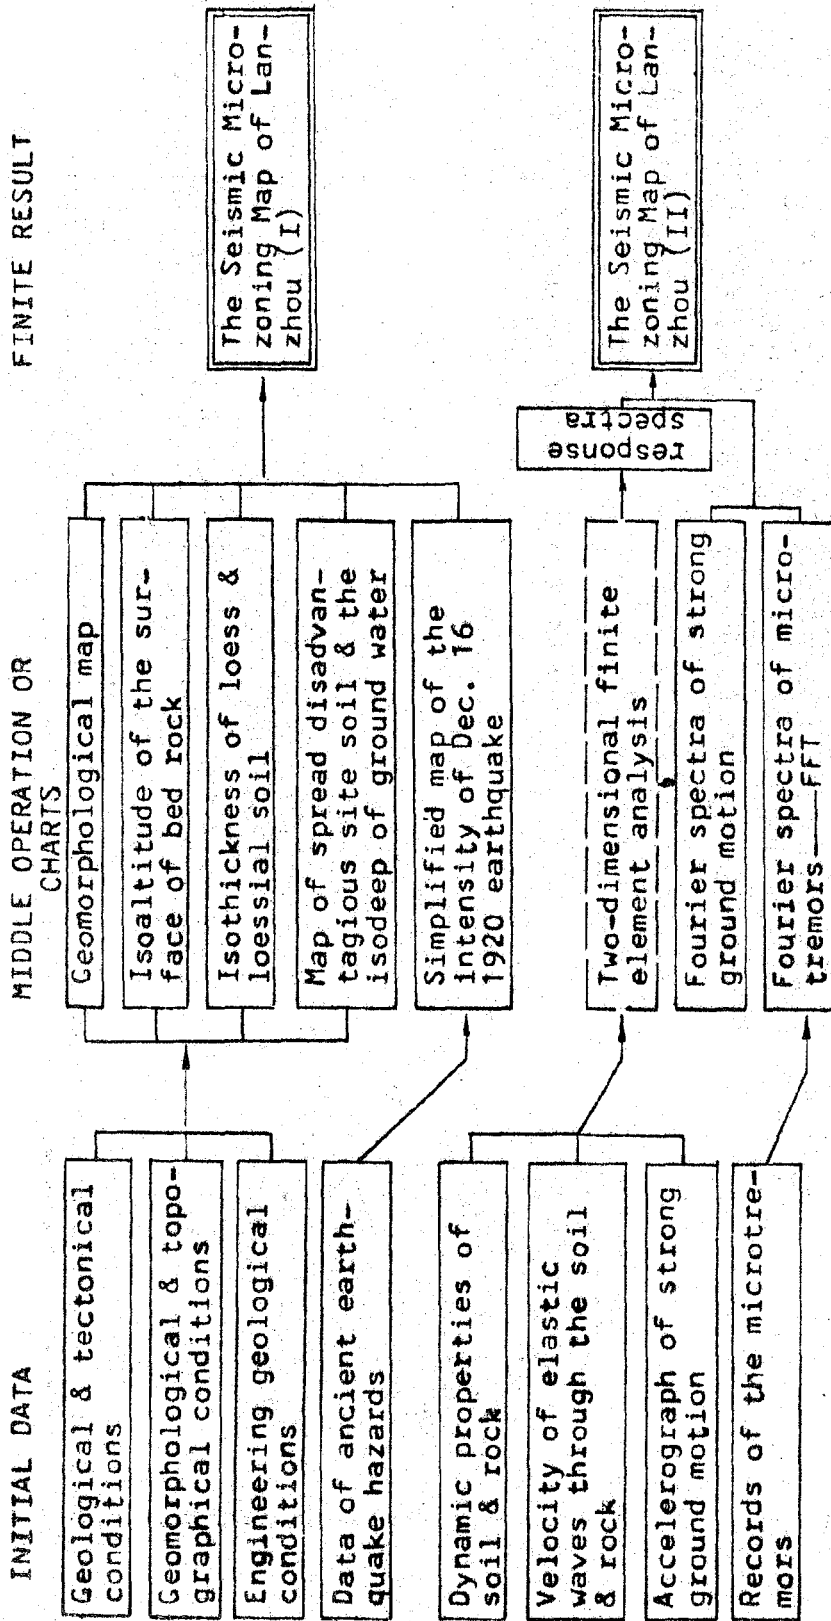 INITIAL DATA
Geological & tectonical
conditions
Geomorphological & topo-
graphical conditions
Engineering geological
conditions
Data of ancient earth-
quake hazards
Dynamic properties of
soil & rock
Velocity of elastic
waves through the soil
& rock
Accelerograph of strong
ground motion
Records of the microtre-
mors
MIDDLE OPERATION OR
CHARTS
Geomorphological map
Isoaltitude of the sur-
face of bed rock
Isothickness of loess &
loessial soil
Map of spread disadvan-
tagious site soil & the
isodeep of ground water
Simplified map of the
intensity of Dec. 16
1920 earthquake
Two-dimensional finite
element analysis
Fourier spectra of strong
ground motion
Fourier spectra of micro-
tremors——FFT
response
spectra
FINITE RESULT
The Seismic Micro-
zoning Map of Lan-
zhou (I)
The Seismic Micro-
zoning Map of Lan-
zhou (II)